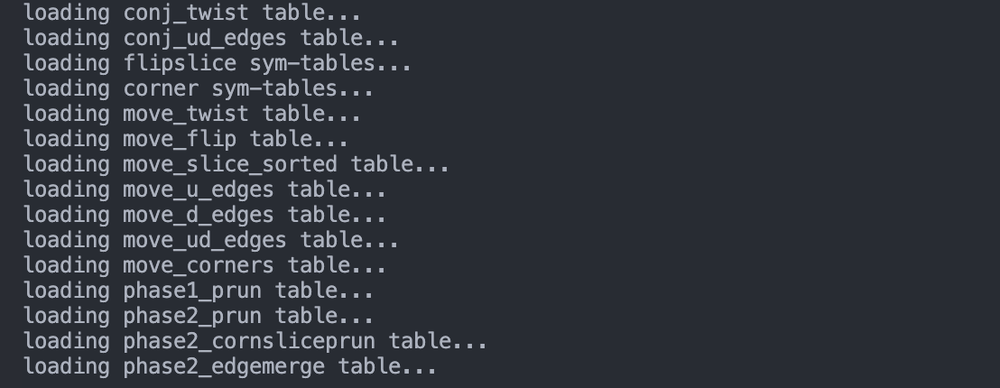 loading conj_twist table...
loading conj_ud_edges table...
loading flipslice sym-tables...
loading corner sym-tables...
loading move_twist table...
loading move_flip table...
loading move_slice_sorted table...
loading move_u_edges table...
loading move_d_edges table...
loading move_ud_edges table...
loading move_corners table...
loading phase1_prun table...
loading phase2_prun table...
loading phase2_cornsliceprun table...
loading phase2_edgemerge table...